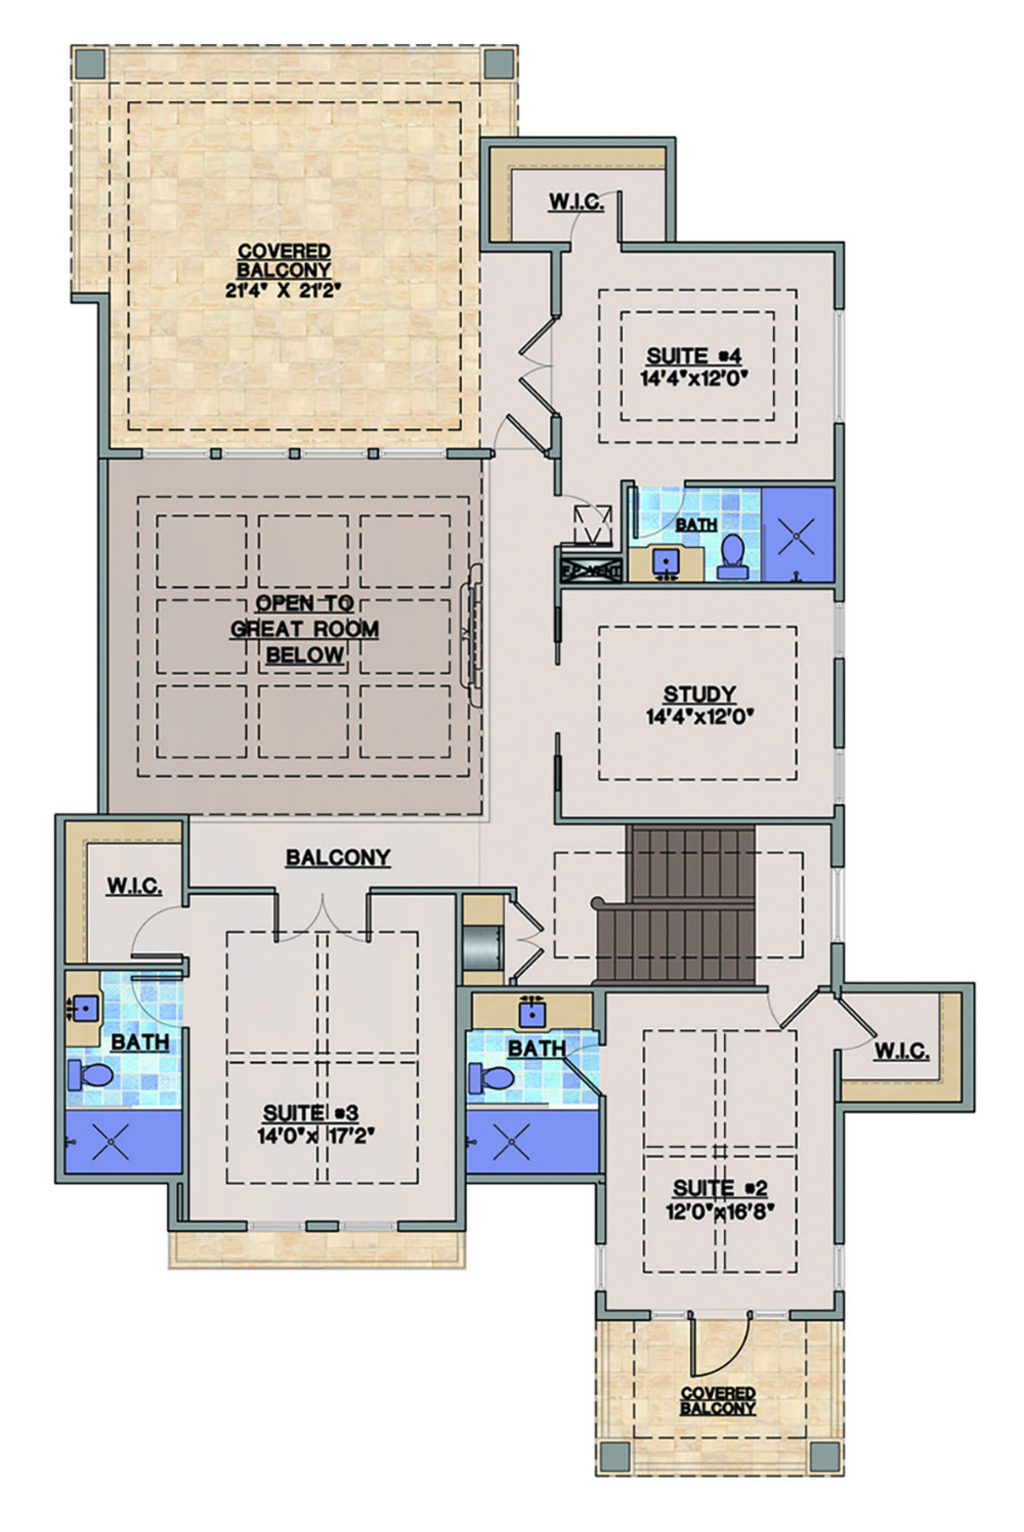 W.I.C.
COVERED
BALCONY
21'4" X 21'2"
SUITE #4
14'4"x12'0"
BATH
F.P. VENT
OPEN TO
GREAT ROOM
BELOW
TV
STUDY
14'4"x12'0"
BALCONY
W.I.C.
BATH
BATH
W.I.C.
SUITE #3
14'0"x 17'2"
SUITE #2
12'0"x16'8"
COVERED
BALCONY